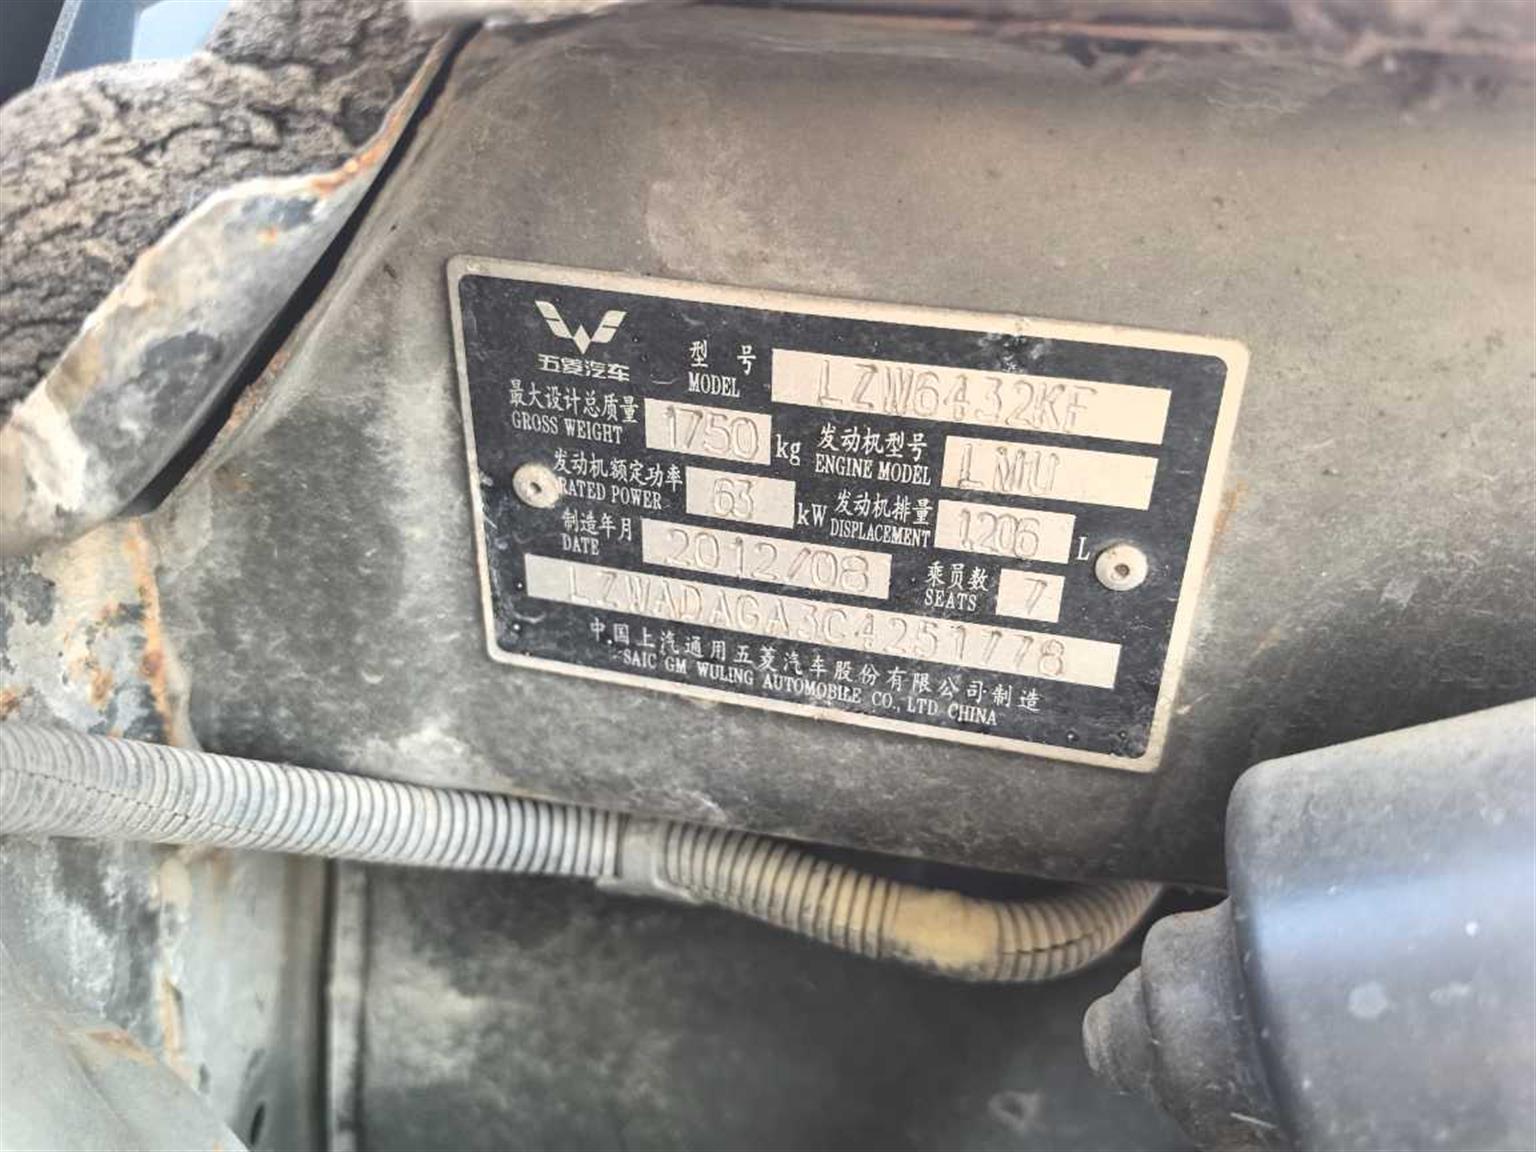 五菱汽车
型号 LZW6432KF
MODEL
最大设计总质量 1750 kg 发动机型号 LMU
GROSS WEIGHT ENGINE MODEL
发动机额定功率 63 kW 发动机排量 1.206 L
RATED POWER DISPLACEMENT
制造年月 2012/08 乘员数 7
DATE SEATS
LZWADAGA3C4251778
中国上汽通用五菱汽车股份有限公司制造
SAIC GM WULING AUTOMOBILE CO., LTD CHINA